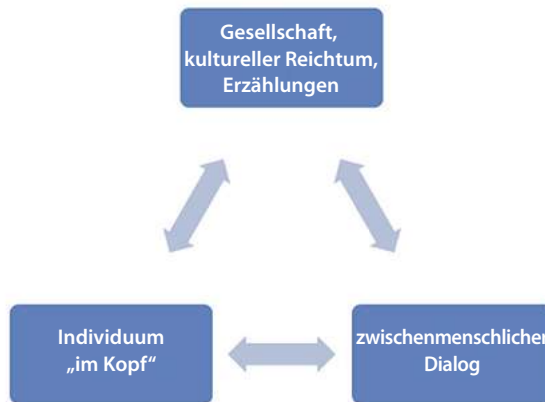 Gesellschaft,
kultureller Reichtum,
Erzählungen
Individuum
„im Kopf“
zwischenmenschlicher
Dialog